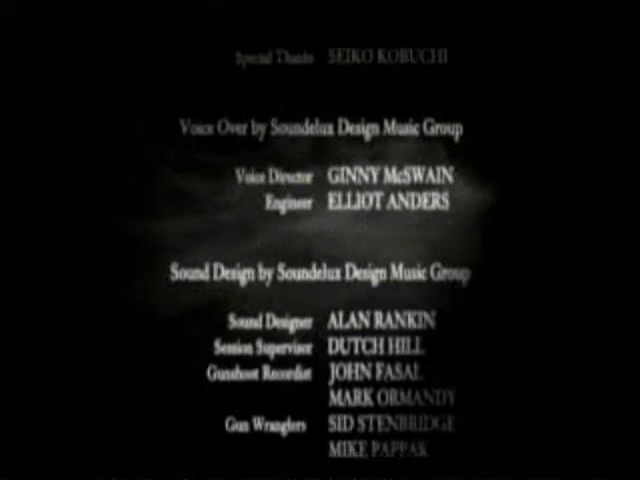 Special Thanks SEIKO KOBUCHI
Voice Over by Soundelux Design Music Group
Voice Director GINNY McSWAIN
Engineer ELLIOT ANDERS
Sound Design by Soundelux Design Music Group
Sound Designer ALAN RANKIN
Session Supervisor DUTCH HILL
Gunshoot Recordist JOHN FASAL
MARK ORMANDY
Gun Wranglers SID STENBRIDGE
MIKE PAPPAK